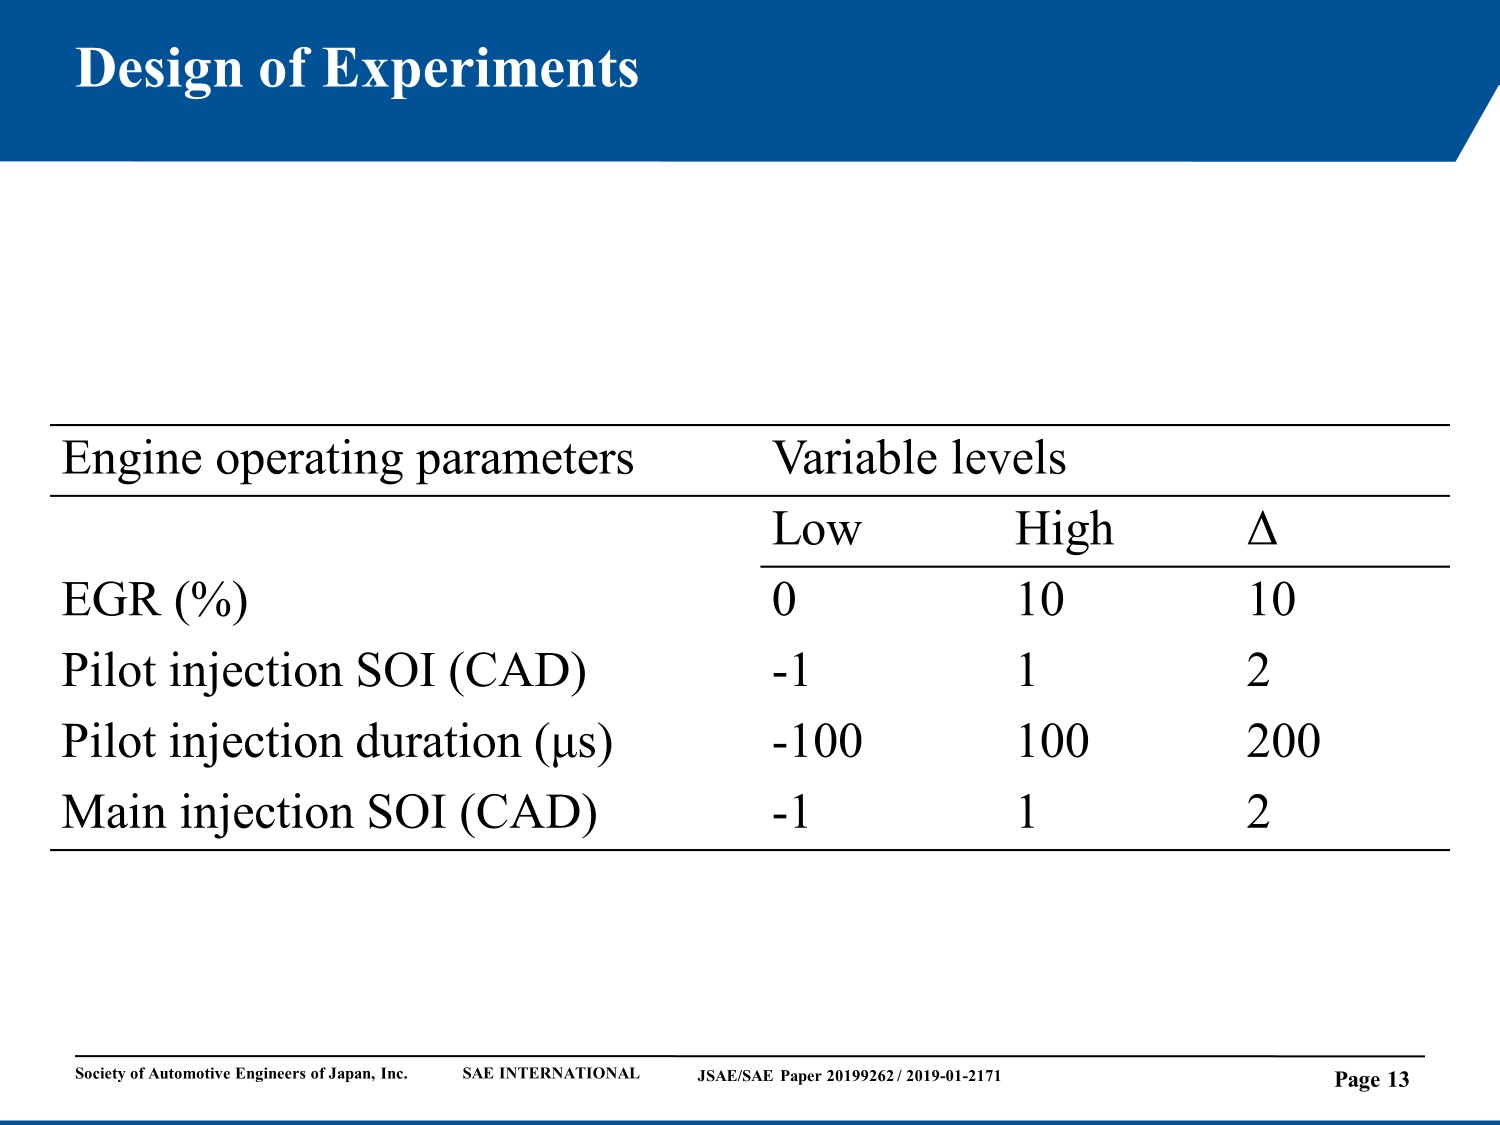 Design of Experiments
Engine operating parameters Variable levels
Low High Δ
EGR (%) 0 10 10
Pilot injection SOI (CAD) -1 1 2
Pilot injection duration (μs) -100 100 200
Main injection SOI (CAD) -1 1 2
Society of Automotive Engineers of Japan, Inc. SAE INTERNATIONAL JSAE/SAE Paper 20199262 / 2019-01-2171 Page 13